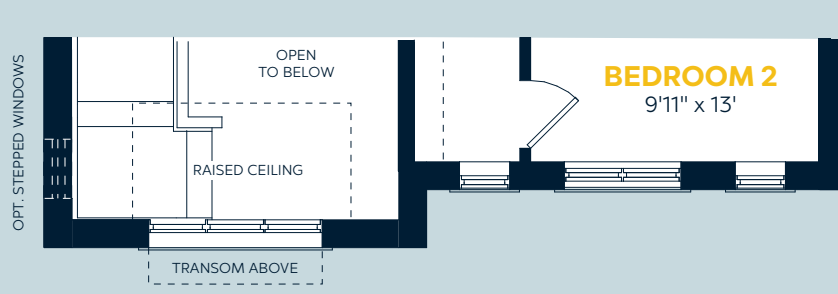 OPT. STEPPED WINDOWS
OPEN
TO BELOW
RAISED CEILING
TRANSOM ABOVE
BEDROOM 2
9'11" x 13'